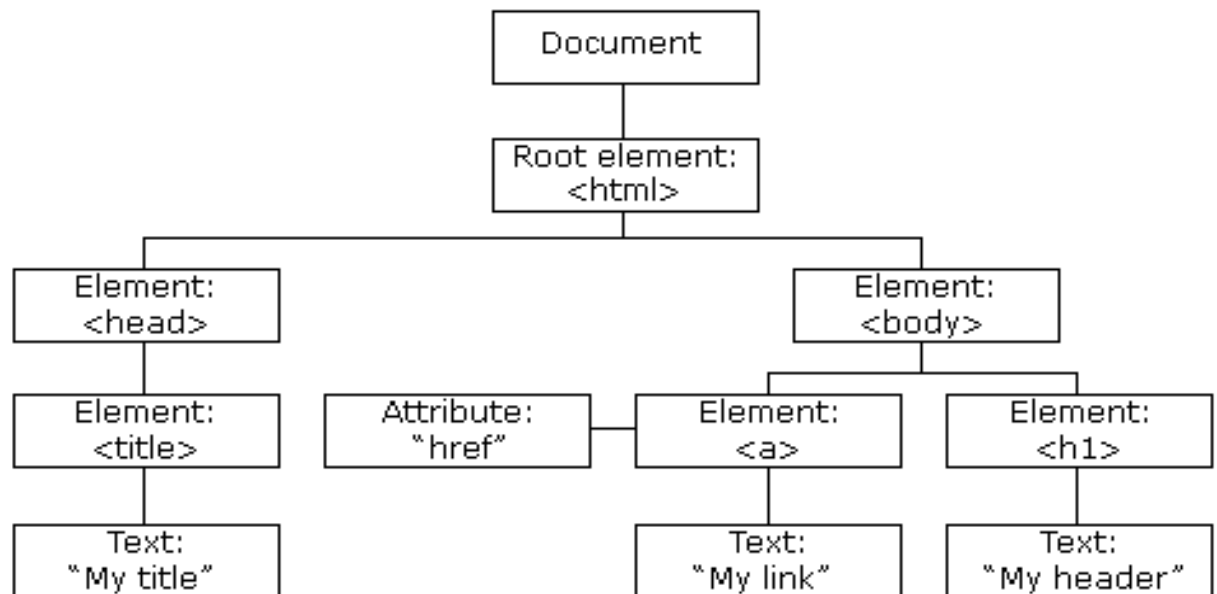 Document
Root element:
<html>
Element:
<head>
Element:
<body>
Element:
<title>
Attribute:
“href”
Element:
<a>
Element:
<h1>
Text:
“My title”
Text:
“My link”
Text:
“My header”